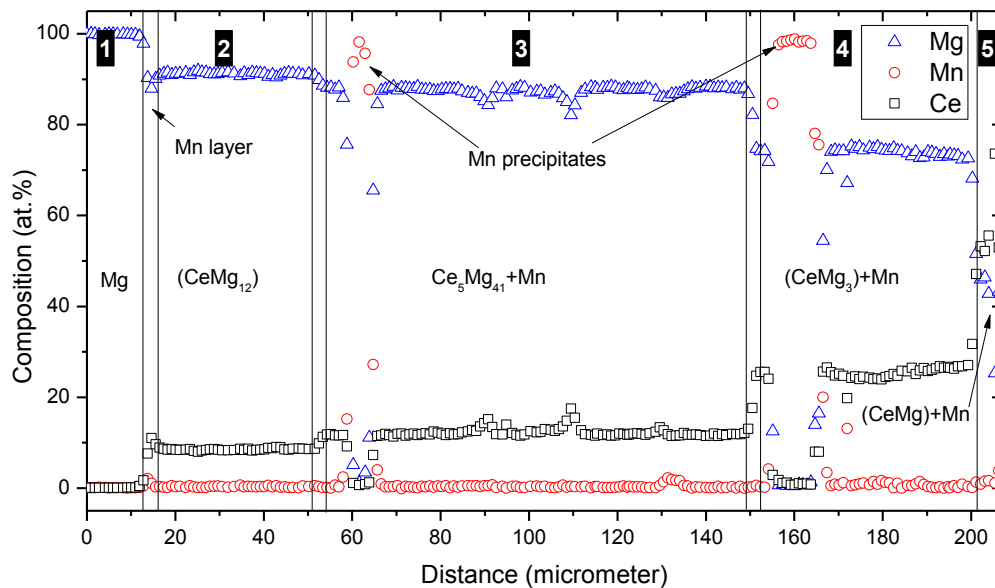 100
80
60
40
20
0
Composition (at.%)
1
2
3
4
5
Mg
Mn
Ce
Mn layer
Mn precipitates
Mg
(CeMg12)
Ce5Mg41+Mn
(CeMg3)+Mn
(CeMg)+Mn
0
20
40
60
80
100
120
140
160
180
200
Distance (micrometer)